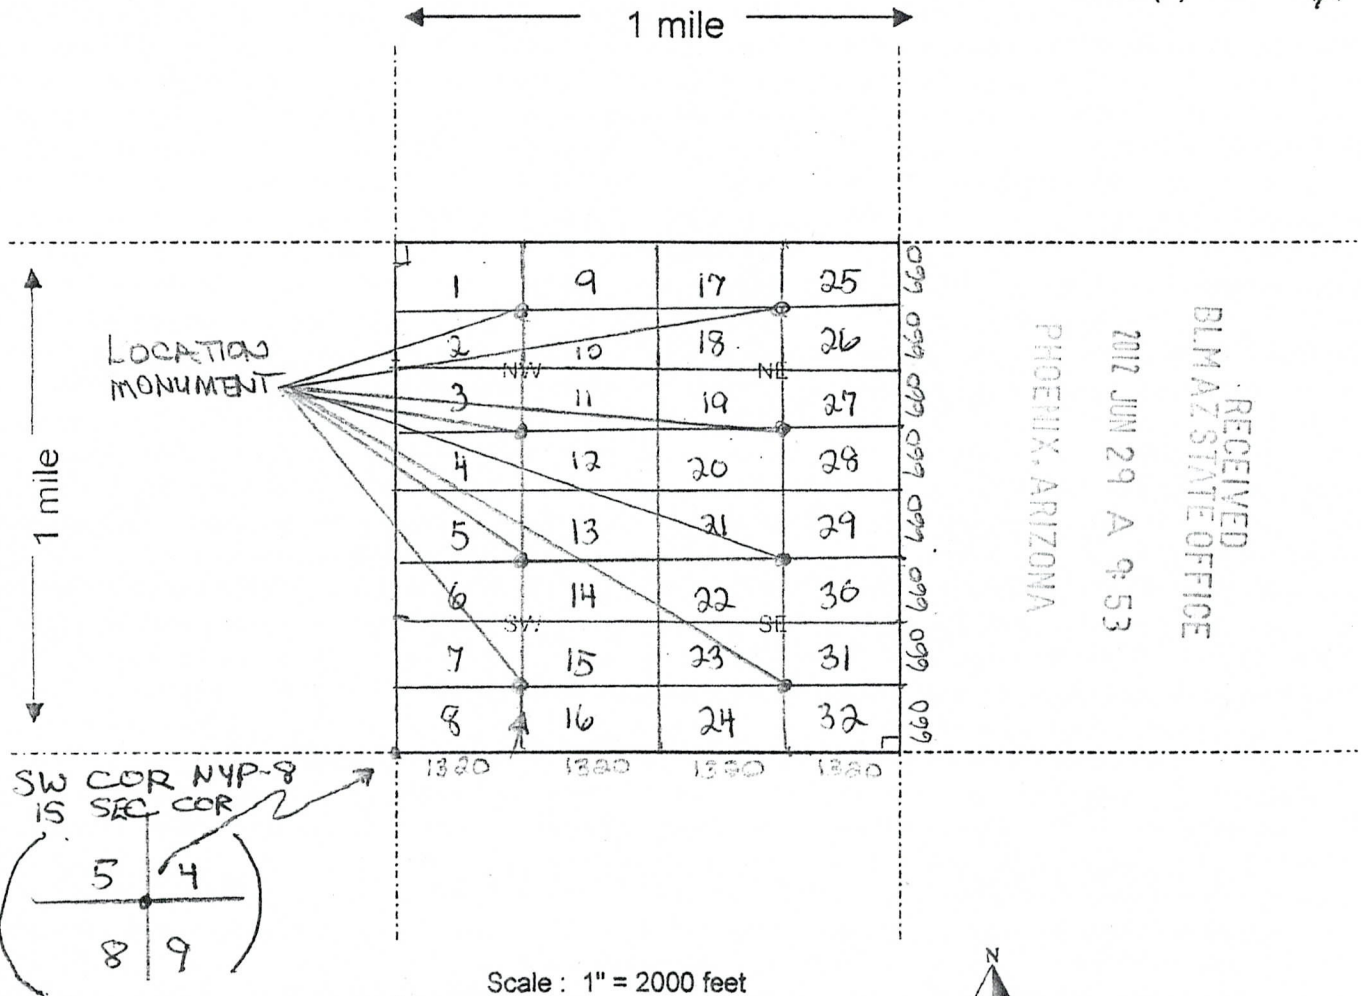 1 mile
1 mile
LOCATION
MONUMENT
1 9 17 25
2 10 18 26
NW NE
3 11 19 27
4 12 20 28
5 13 21 29
6 14 22 30
SW SE
7 15 23 31
8 16 24 32
660
660
660
660
660
660
660
660
1320 1320 1320 1320
RECEIVED
BLM AZ STATE OFFICE
2012 JUN 29 A 9:53
PHOENIX, ARIZONA
SW COR NYP-8
IS SEC COR
5 4
8 9
Scale : 1" = 2000 feet
N